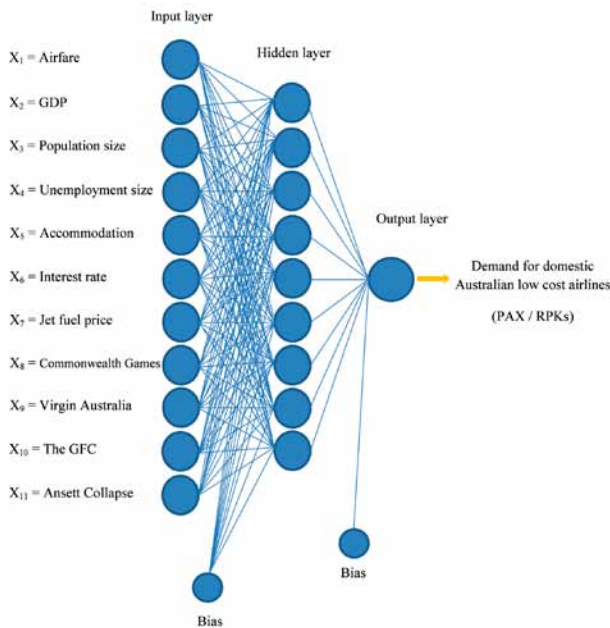 Input layer
Hidden layer
Output layer
X₁ = Airfare
X₂ = GDP
X₃ = Population size
X₄ = Unemployment size
X₅ = Accommodation
X₆ = Interest rate
X₇ = Jet fuel price
X₈ = Commonwealth Games
X₉ = Virgin Australia
X₁₀ = The GFC
X₁₁ = Ansett Collapse
Demand for domestic
Australian low cost airlines
(PAX / RPKs)
Bias
Bias